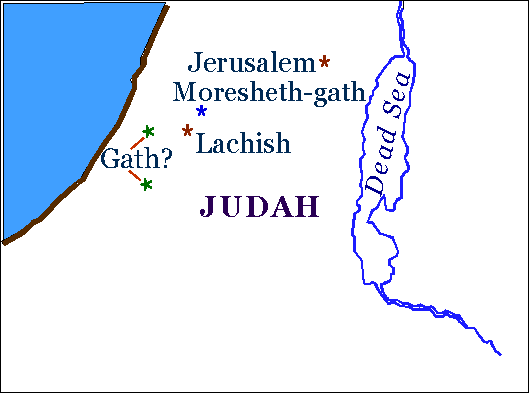 Jerusalem*
Moresheth-gath
*
* Lachish
*
Gath?
*
JUDAH
Dead Sea